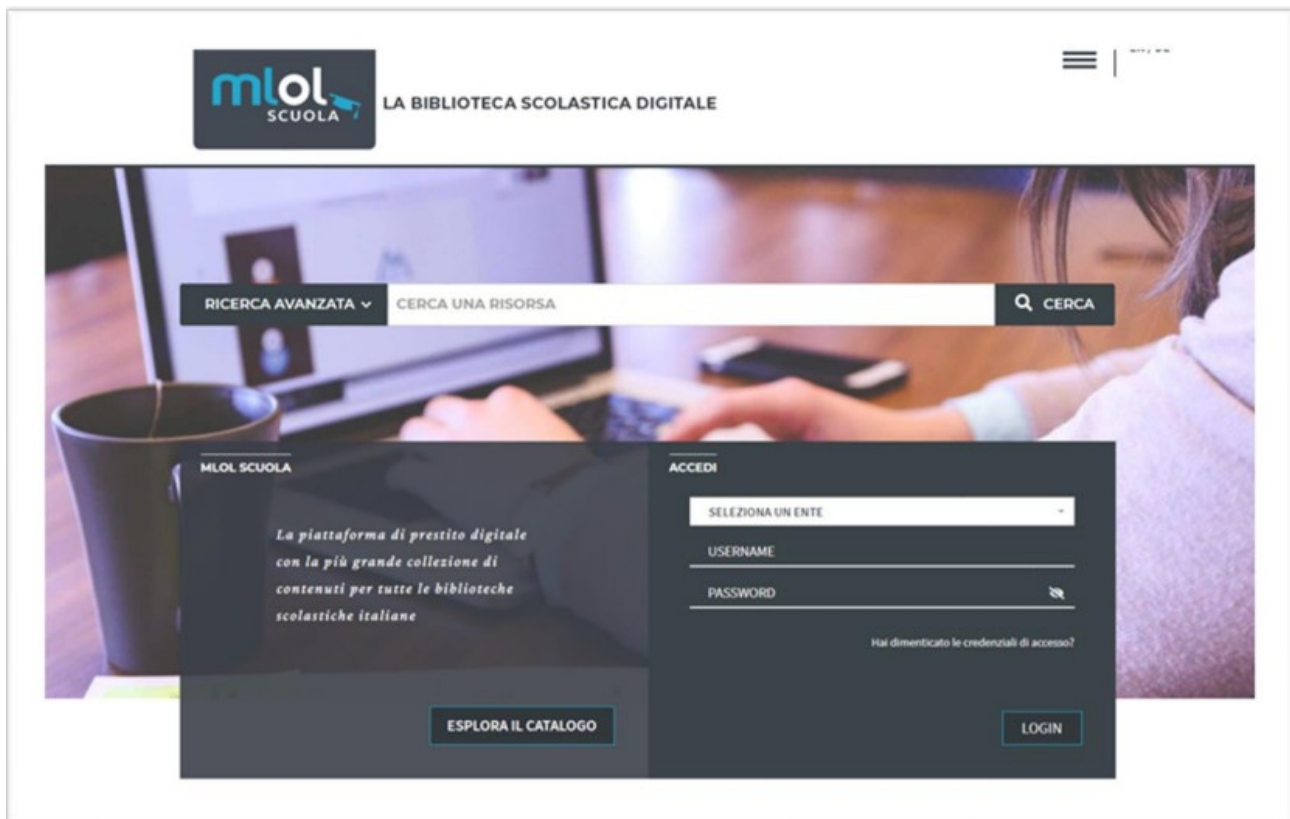 mlol
SCUOLA
LA BIBLIOTECA SCOLASTICA DIGITALE
RICERCA AVANZATA
CERCA UNA RISORSA
CERCA
MLOL SCUOLA
La piattaforma di prestito digitale
con la più grande collezione di
contenuti per tutte le biblioteche
scolastiche italiane
ESPLORA IL CATALOGO
ACCEDI
SELEZIONA UN ENTE
USERNAME
PASSWORD
Hai dimenticato le credenziali di accesso?
LOGIN